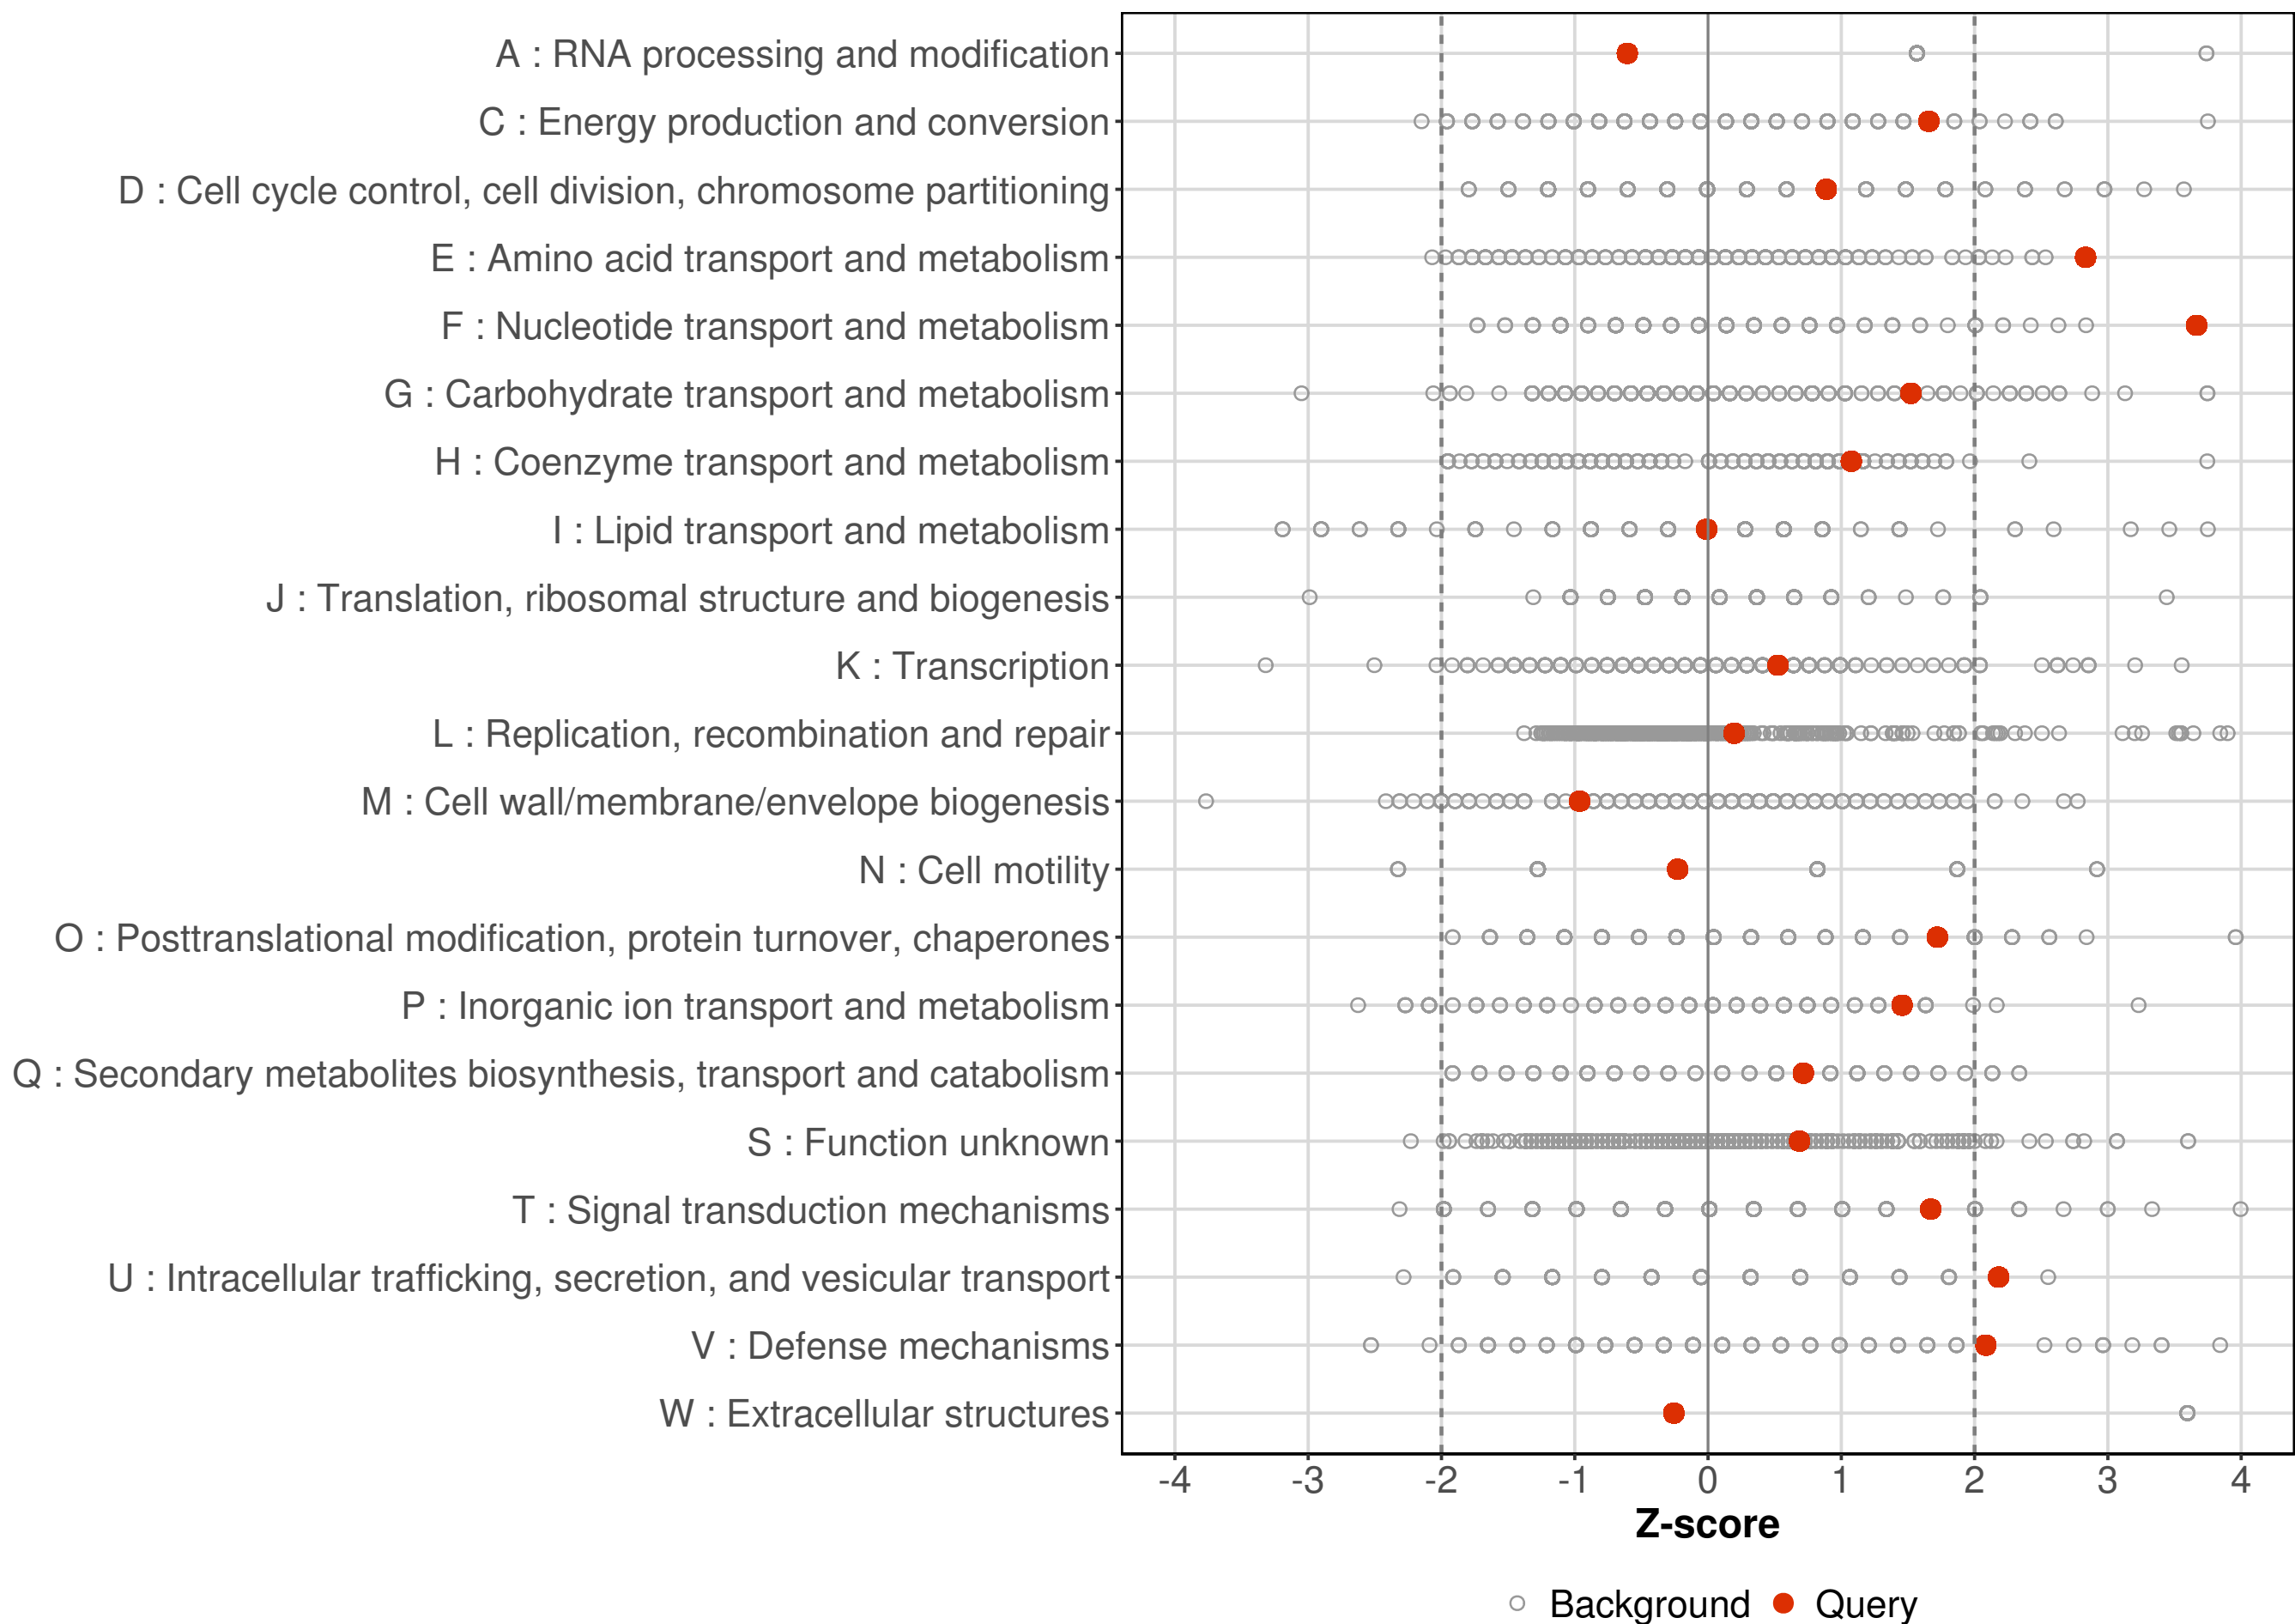 A : RNA processing and modification
C : Energy production and conversion
D : Cell cycle control, cell division, chromosome partitioning
E : Amino acid transport and metabolism
F : Nucleotide transport and metabolism
G : Carbohydrate transport and metabolism
H : Coenzyme transport and metabolism
I : Lipid transport and metabolism
J : Translation, ribosomal structure and biogenesis
K : Transcription
L : Replication, recombination and repair
M : Cell wall/membrane/envelope biogenesis
N : Cell motility
O : Posttranslational modification, protein turnover, chaperones
P : Inorganic ion transport and metabolism
Q : Secondary metabolites biosynthesis, transport and catabolism
S : Function unknown
T : Signal transduction mechanisms
U : Intracellular trafficking, secretion, and vesicular transport
V : Defense mechanisms
W : Extracellular structures
-4 -3 -2 -1 0 1 2 3 4
Z-score
Background Query